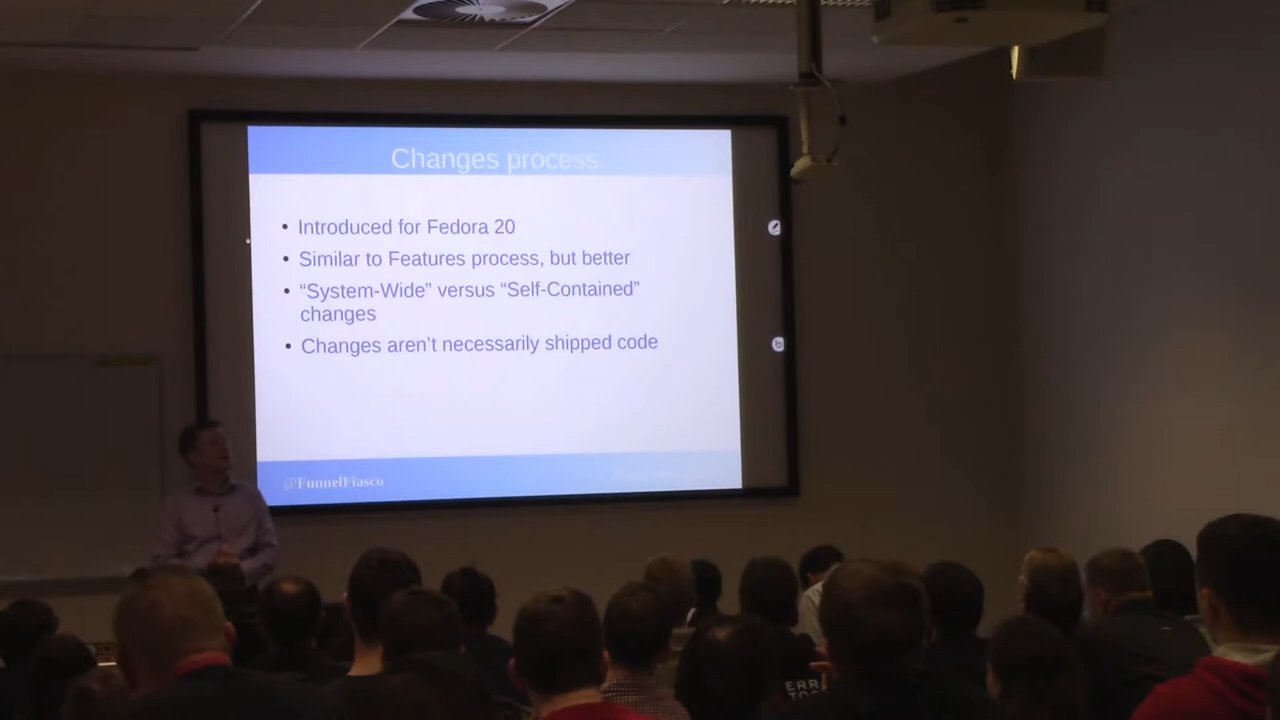 Changes process
• Introduced for Fedora 20
• Similar to Features process, but better
• “System-Wide” versus “Self-Contained”
changes
• Changes aren’t necessarily shipped code
@FunnelFiasco
ERR